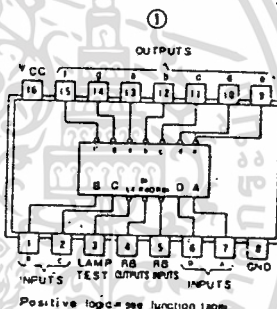 ①
OUTPUTS
VCC f g a b c d e
16 15 14 13 12 11 10 9
f g a b c d e
B C D A
1 2 3 4 5 6 7 8
B C LAMP RB RB D A GND
INPUTS TEST OUTPUTS INPUTS INPUTS
Positive logic = see function table